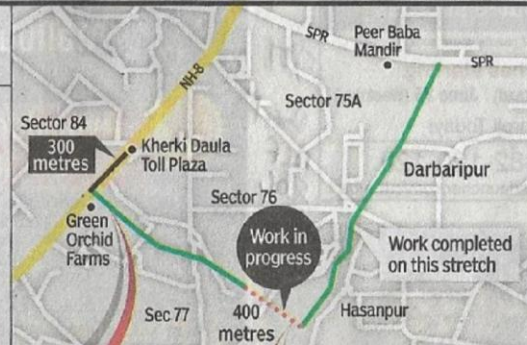 SPR
Peer Baba
Mandir
SPR
NH-8
Sector 75A
Sector 84
300
metres
Kherki Daula
Toll Plaza
Darbaripur
Sector 76
Green
Orchid
Farms
Work in
progress
Work completed
on this stretch
Sec 77
400
metres
Hasanpur